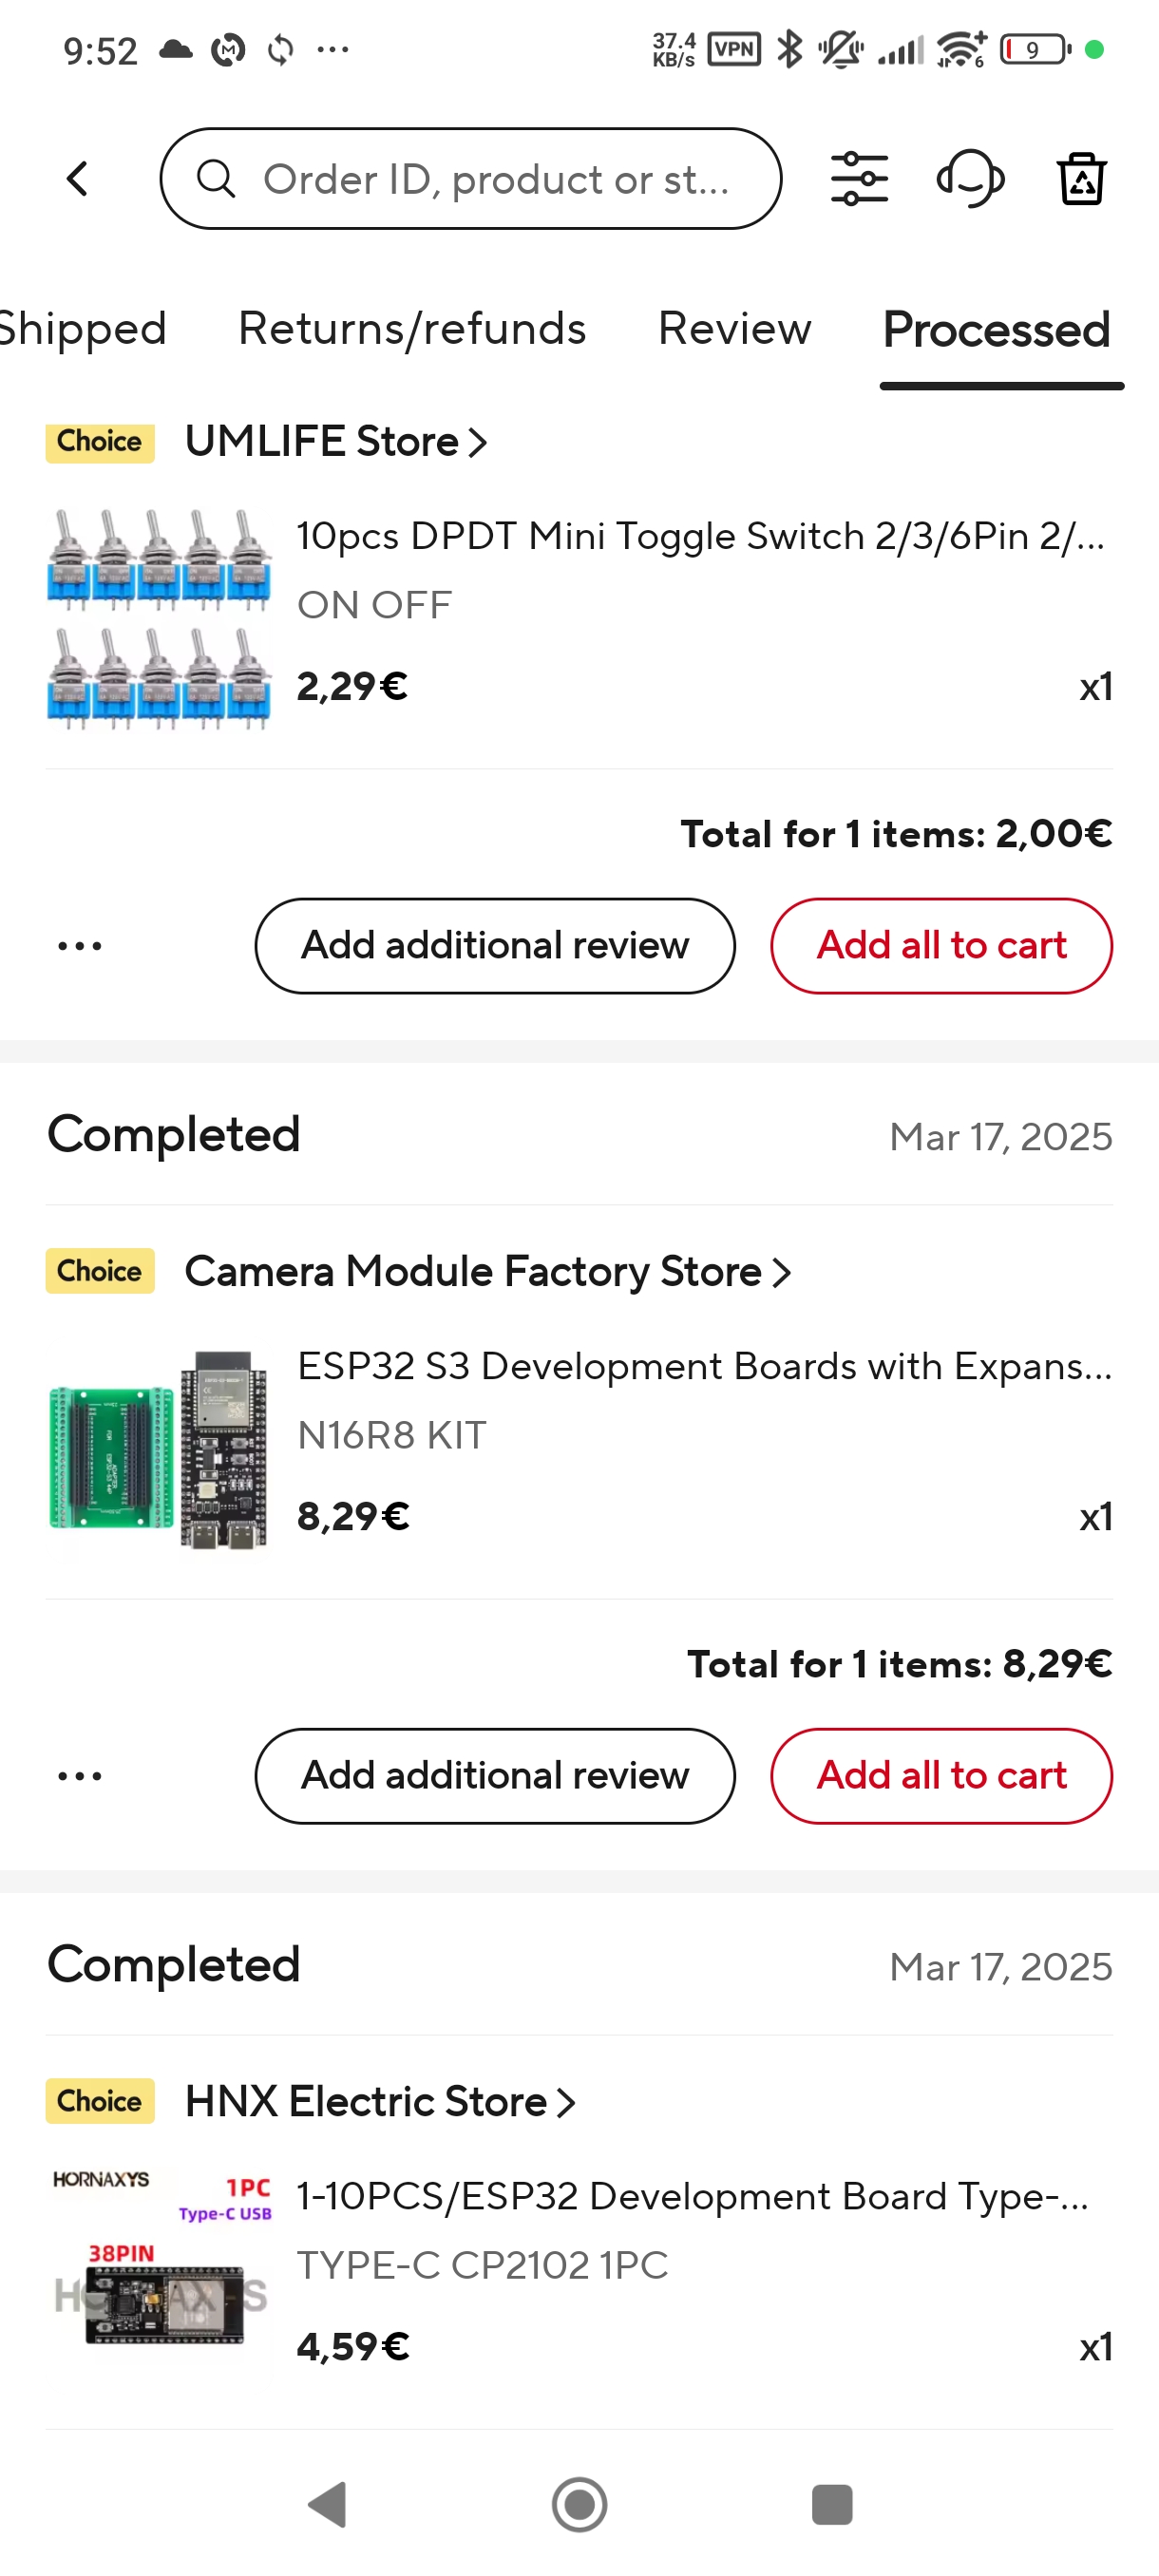 9:52
37.4 KB/s VPN 6 9
Order ID, product or st...
Shipped Returns/refunds Review Processed
Choice UMLIFE Store
10pcs DPDT Mini Toggle Switch 2/3/6Pin 2/...
ON OFF
2,29€ x1
Total for 1 items: 2,00€
Add additional review Add all to cart
Completed Mar 17, 2025
Choice Camera Module Factory Store
ESP32 S3 Development Boards with Expans...
N16R8 KIT
8,29€ x1
Total for 1 items: 8,29€
Add additional review Add all to cart
Completed Mar 17, 2025
Choice HNX Electric Store
HORNAXYS
1PC
Type-C USB
38PIN
1-10PCS/ESP32 Development Board Type-...
TYPE-C CP2102 1PC
4,59€ x1